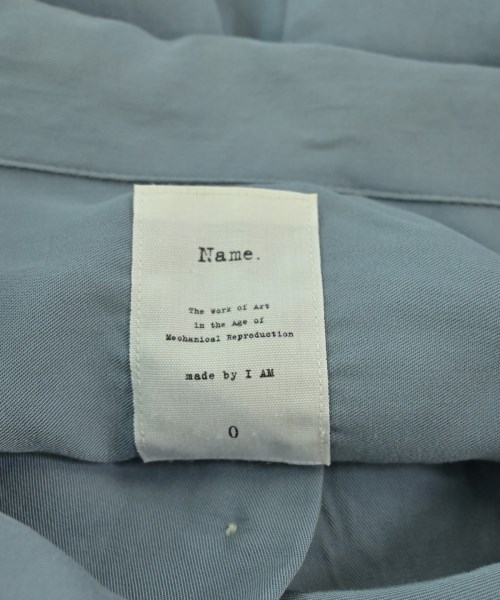 Name.
The Work of Art
in the Age of
Mechanical Reproduction
made by I AM
0